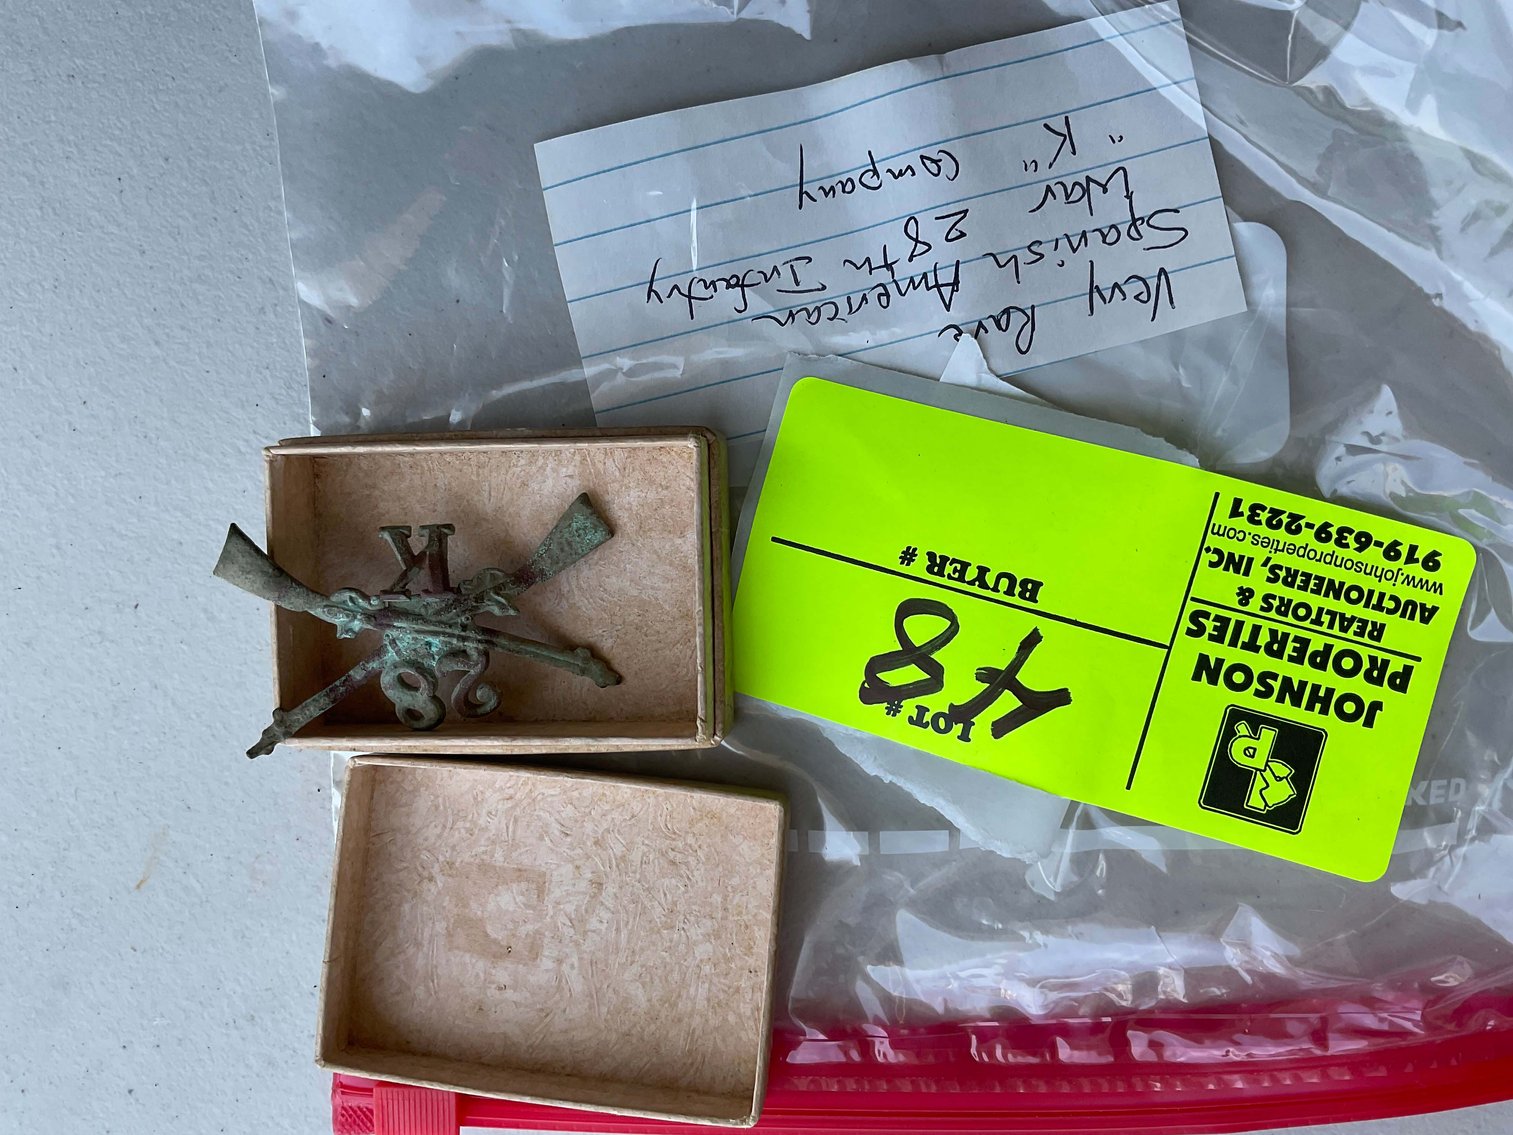 Very Rare
Spanish American
War 28th Infantry
"K" Company
JOHNSON
PROPERTIES
REALTORS &
AUCTIONEERS, INC.
www.johnsonproperties.com
919-639-2231
LOT #
48
BUYER #
28
K